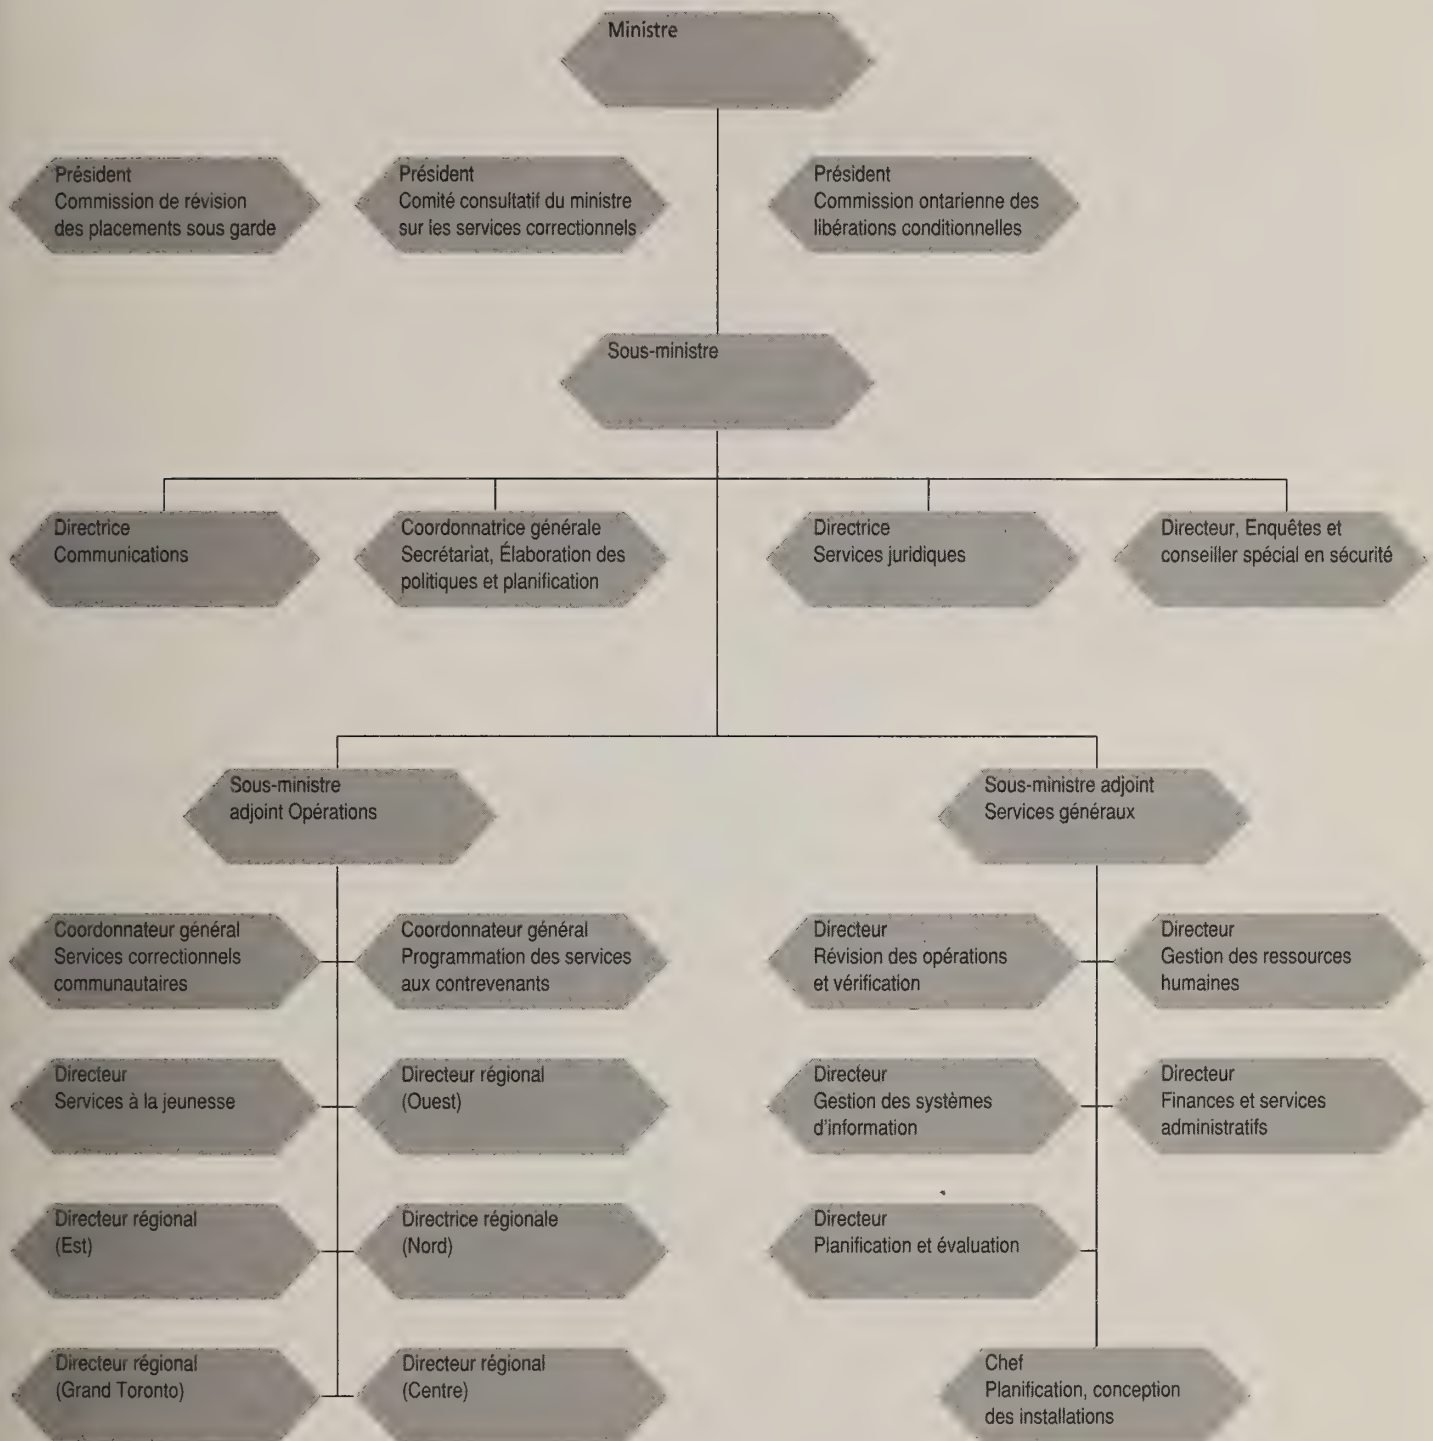 Ministre
Président
Commission de révision
des placements sous garde
Président
Comité consultatif du ministre
sur les services correctionnels
Président
Commission ontarienne des
libérations conditionnelles
Sous-ministre
Directrice
Communications
Coordonnatrice générale
Secrétariat, Élaboration des
politiques et planification
Directrice
Services juridiques
Directeur, Enquêtes et
conseiller spécial en sécurité
Sous-ministre
adjoint Opérations
Sous-ministre adjoint
Services généraux
Coordonnateur général
Services correctionnels
communautaires
Coordonnateur général
Programmation des services
aux contrevenants
Directeur
Révision des opérations
et vérification
Directeur
Gestion des ressources
humaines
Directeur
Services à la jeunesse
Directeur régional
(Ouest)
Directeur
Gestion des systèmes
d'information
Directeur
Finances et services
administratifs
Directeur régional
(Est)
Directrice régionale
(Nord)
Directeur
Planification et évaluation
Directeur régional
(Grand Toronto)
Directeur régional
(Centre)
Chef
Planification, conception
des installations